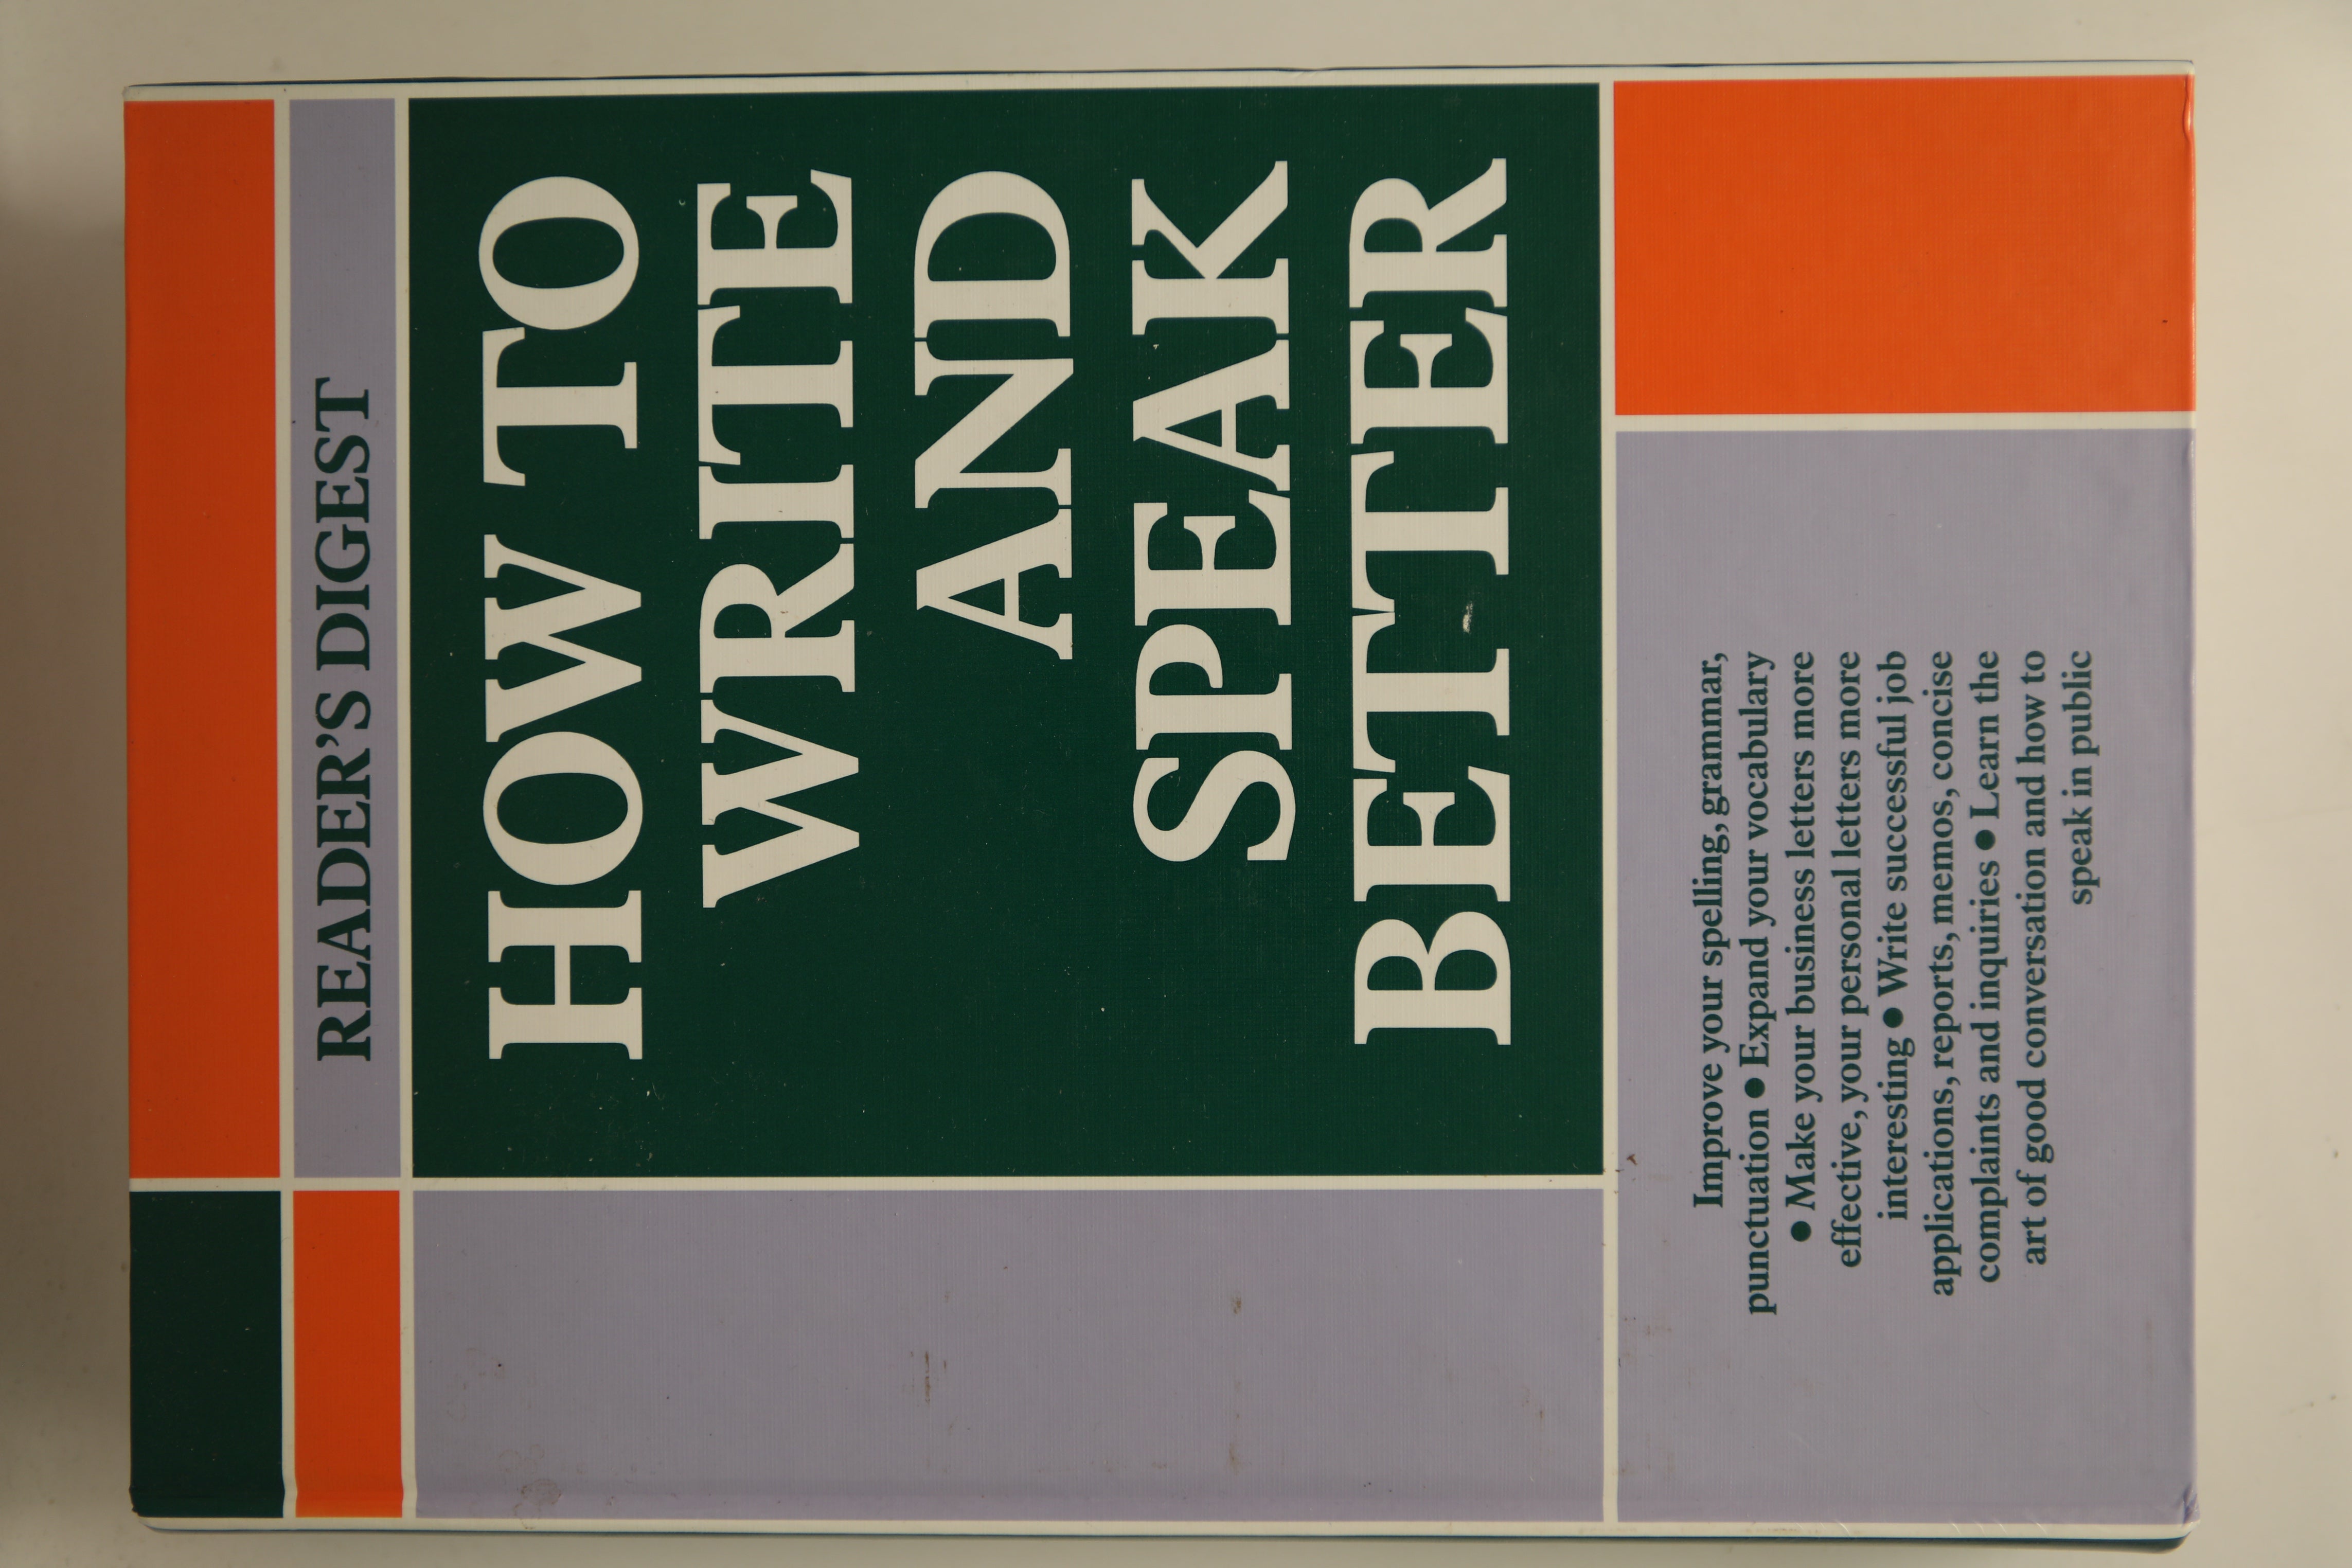 READER'S DIGEST
HOW TO
WRITE
AND
SPEAK
BETTER
Improve your spelling, grammar,
punctuation ● Expand your vocabulary
● Make your business letters more
effective, your personal letters more
interesting ● Write successful job
applications, reports, memos, concise
complaints and inquiries ● Learn the
art of good conversation and how to
speak in public